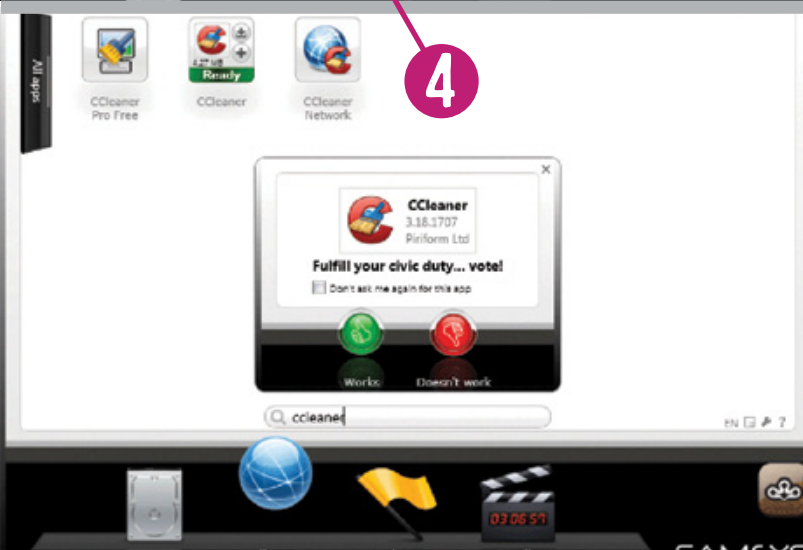 4
All apps
4.27 MB
Ready
CCleaner
Pro Free
CCleaner
CCleaner
Network
CCleaner
3.18.1707
Piriform Ltd
Fulfill your civic duty... vote!
Don't ask me again for this app
Works
Doesn't work
ccleaner
EN
?
03 06 57